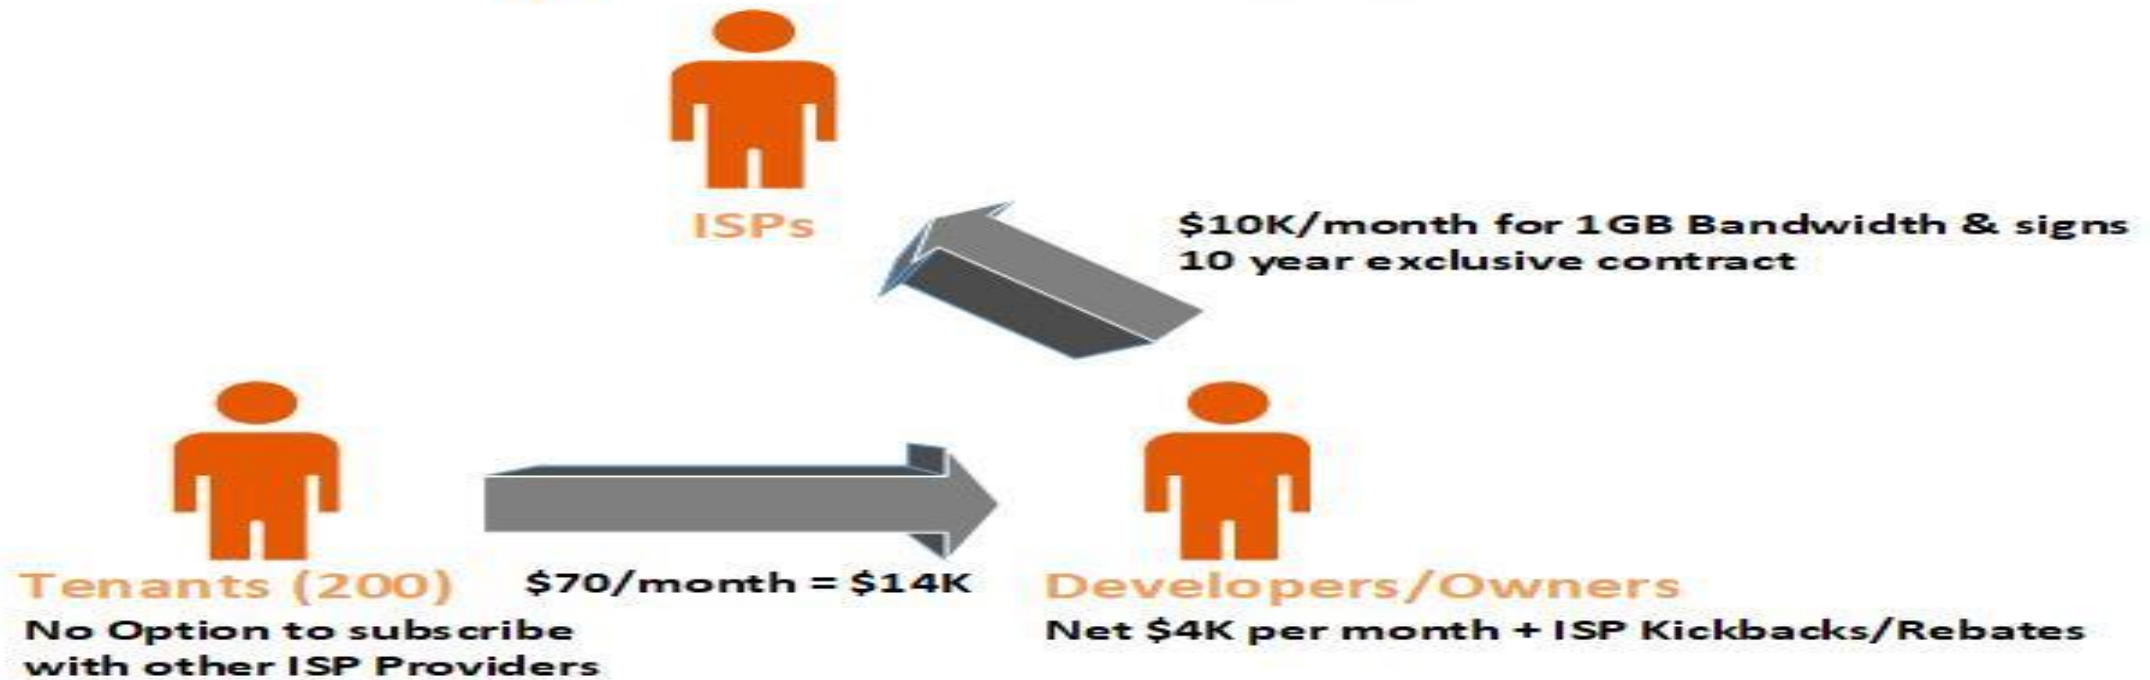 ISPs
$10K/month for 1GB Bandwidth & signs
10 year exclusive contract
Tenants (200)
No Option to subscribe
with other ISP Providers
$70/month = $14K
Developers/Owners
Net $4K per month + ISP Kickbacks/Rebates